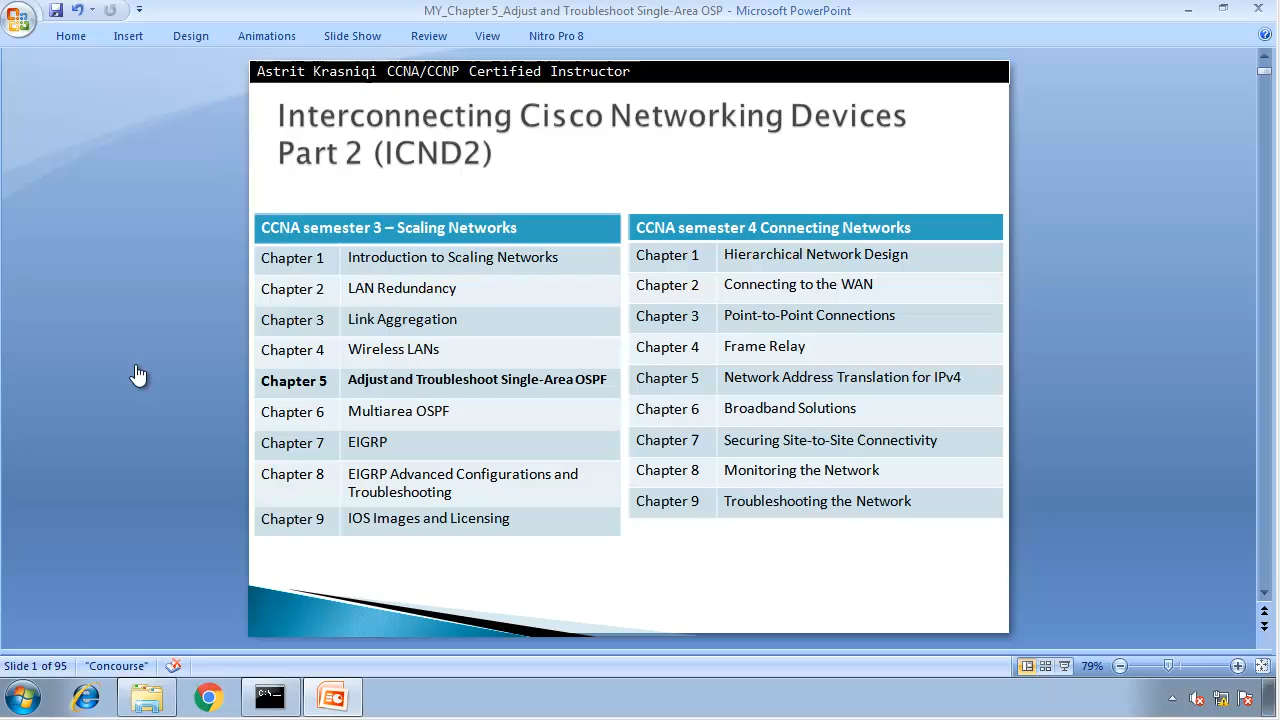 MY_Chapter 5_Adjust and Troubleshoot Single-Area OSP - Microsoft PowerPoint
Home Insert Design Animations Slide Show Review View Nitro Pro 8
Astrit Krasniqi CCNA/CCNP Certified Instructor
Interconnecting Cisco Networking Devices
Part 2 (ICND2)
CCNA semester 3 – Scaling Networks
Chapter 1 Introduction to Scaling Networks
Chapter 2 LAN Redundancy
Chapter 3 Link Aggregation
Chapter 4 Wireless LANs
Chapter 5 Adjust and Troubleshoot Single-Area OSPF
Chapter 6 Multiarea OSPF
Chapter 7 EIGRP
Chapter 8 EIGRP Advanced Configurations and
Troubleshooting
Chapter 9 IOS Images and Licensing
CCNA semester 4 Connecting Networks
Chapter 1 Hierarchical Network Design
Chapter 2 Connecting to the WAN
Chapter 3 Point-to-Point Connections
Chapter 4 Frame Relay
Chapter 5 Network Address Translation for IPv4
Chapter 6 Broadband Solutions
Chapter 7 Securing Site-to-Site Connectivity
Chapter 8 Monitoring the Network
Chapter 9 Troubleshooting the Network
Slide 1 of 95 "Concourse" 79%
C:\